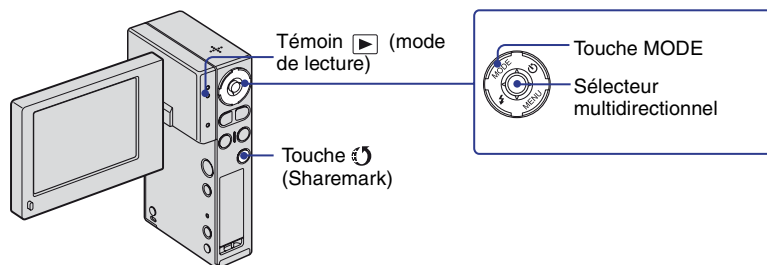 Témoin ▶ (mode
de lecture)
Touche MODE
MODE
MENU
Sélecteur
multidirectionnel
Touche
(Sharemark)